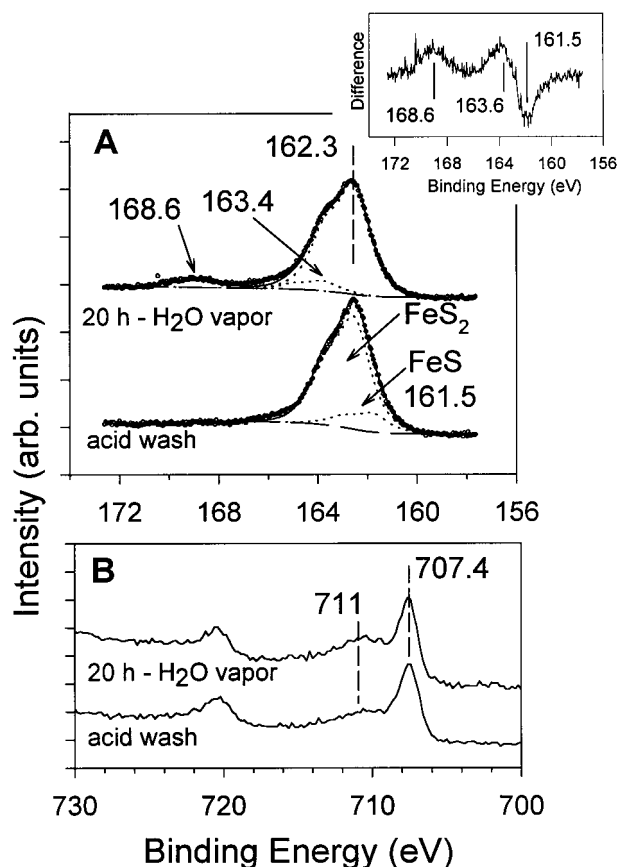 Difference
161.5
168.6
163.6
172 168 164 160 156
Binding Energy (eV)
A
162.3
168.6
163.4
20 h - H₂O vapor
FeS₂
FeS
161.5
acid wash
172 168 164 160 156
Intensity (arb. units)
B
707.4
711
20 h - H₂O vapor
acid wash
730 720 710 700
Binding Energy (eV)